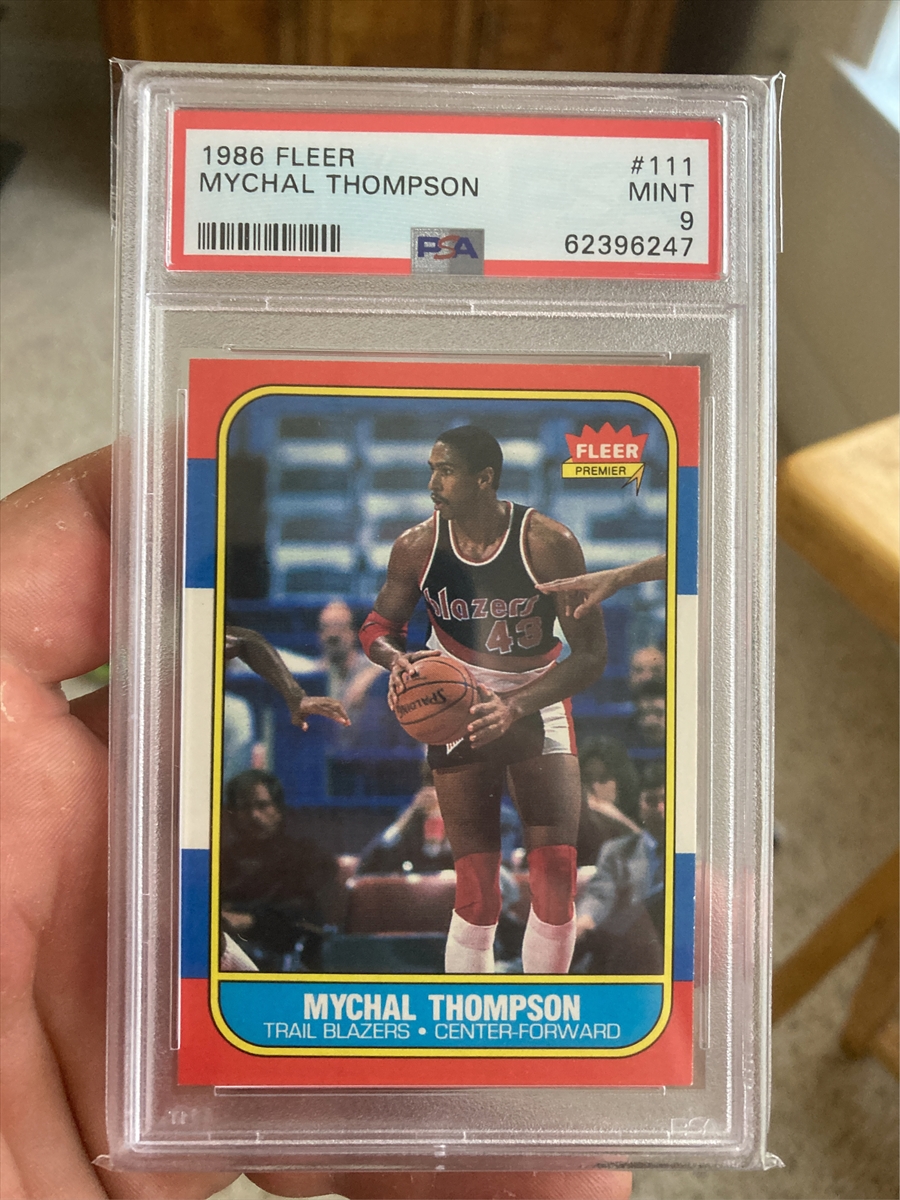 1986 FLEER #111
MYCHAL THOMPSON MINT
9
PSA 62396247
FLEER
PREMIER
blazers
43
SPALDING
MYCHAL THOMPSON
TRAIL BLAZERS • CENTER-FORWARD